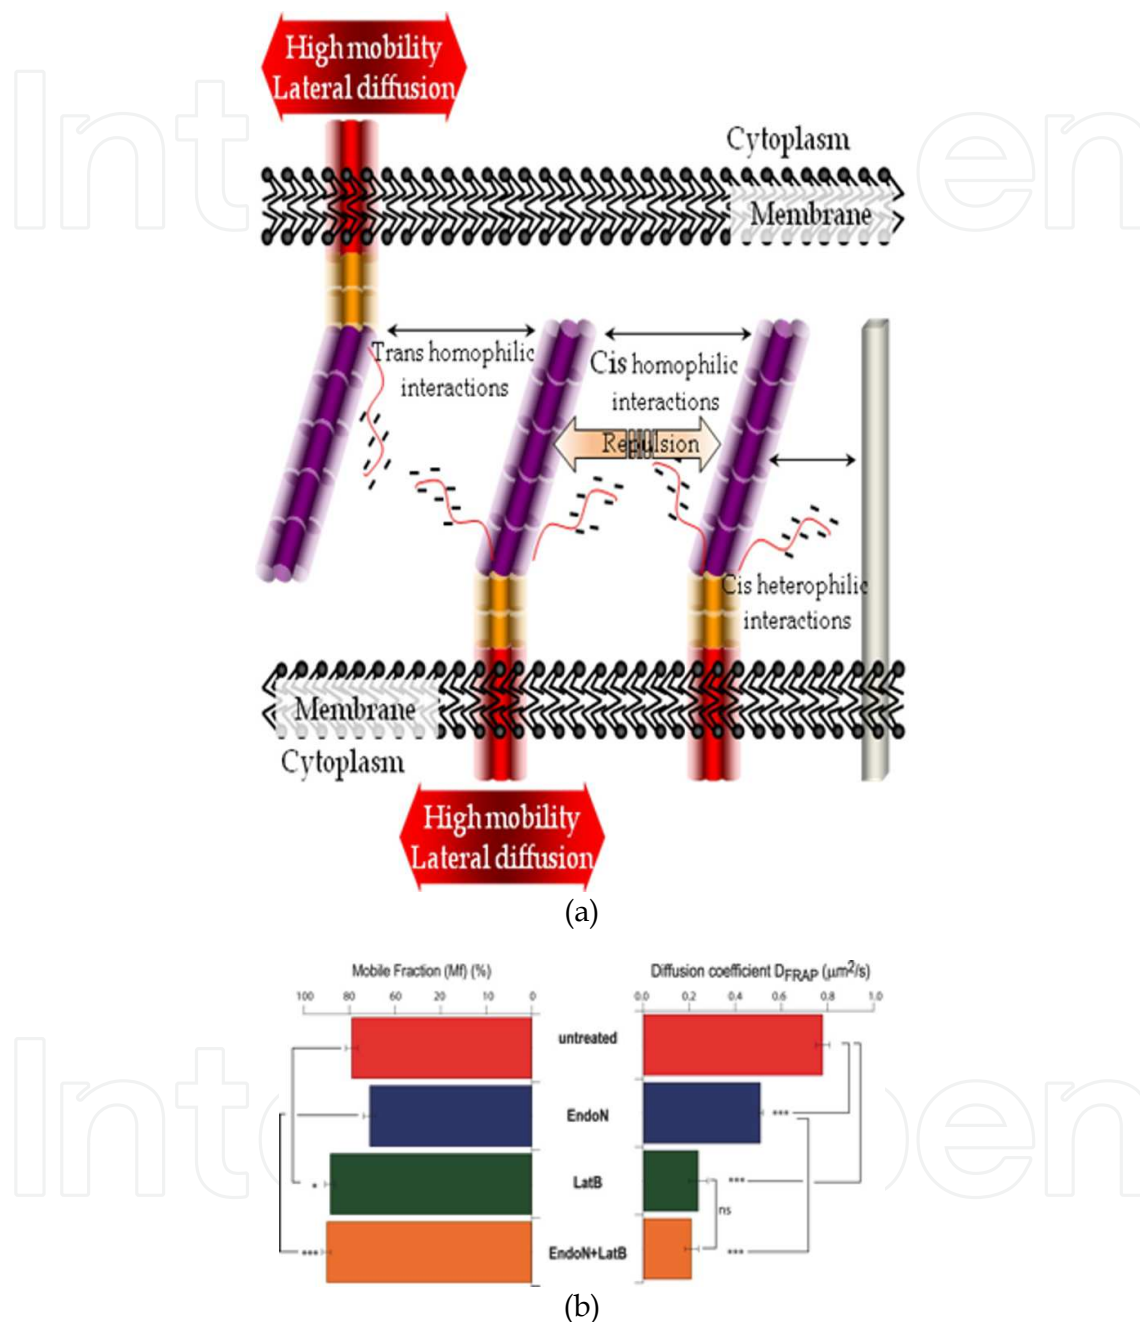 High mobility
Lateral diffusion
Cytoplasm
Membrane
Trans homophilic
interactions
Cis homophilic
interactions
Repulsion
Cis heterophilic
interactions
Membrane
Cytoplasm
High mobility
Lateral diffusion
(a)
Mobile Fraction (Mf) (%)
Diffusion coefficient D_FRAP (μm²/s)
100 80 60 20 10 0
0.0 0.2 0.4 0.6 0.8 1.0
untreated
EndoN
***
LatB
*
***
ns
EndoN+LatB
***
***
(b)